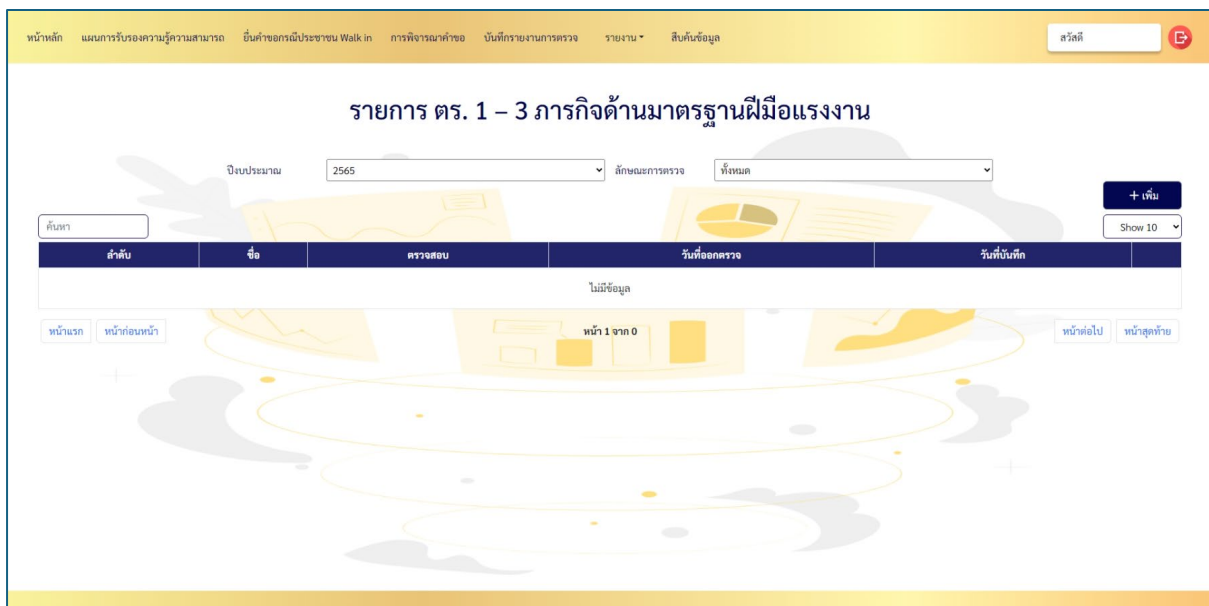 หน้าหลัก แผนการรับรองความรู้ความสามารถ ยื่นคำขอกรณีประชาชน Walk in การพิจารณาคำขอ บันทึกรายงานการตรวจ รายงาน สืบค้นข้อมูล สวัสดี
รายการ ตร. 1 – 3 ภารกิจด้านมาตรฐานฝีมือแรงงาน
ปีงบประมาณ 2565 ลักษณะการตรวจ ทั้งหมด
+ เพิ่ม
ค้นหา Show 10
ลำดับ ชื่อ ตรวจสอบ วันที่ออกตรวจ วันที่บันทึก
ไม่มีข้อมูล
หน้าแรก หน้าก่อนหน้า หน้า 1 จาก 0 หน้าต่อไป หน้าสุดท้าย